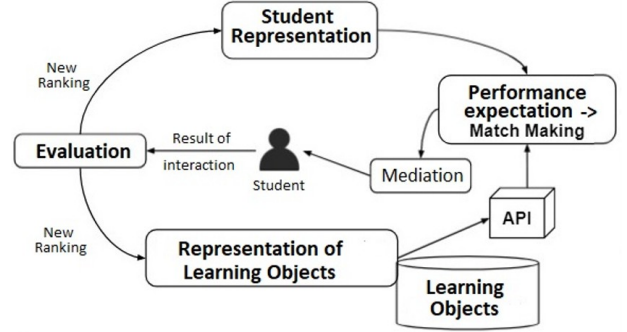 Student
Representation
New
Ranking
Performance
expectation ->
Match Making
Evaluation
Result of
interaction
Student
Mediation
API
New
Ranking
Representation of
Learning Objects
Learning
Objects